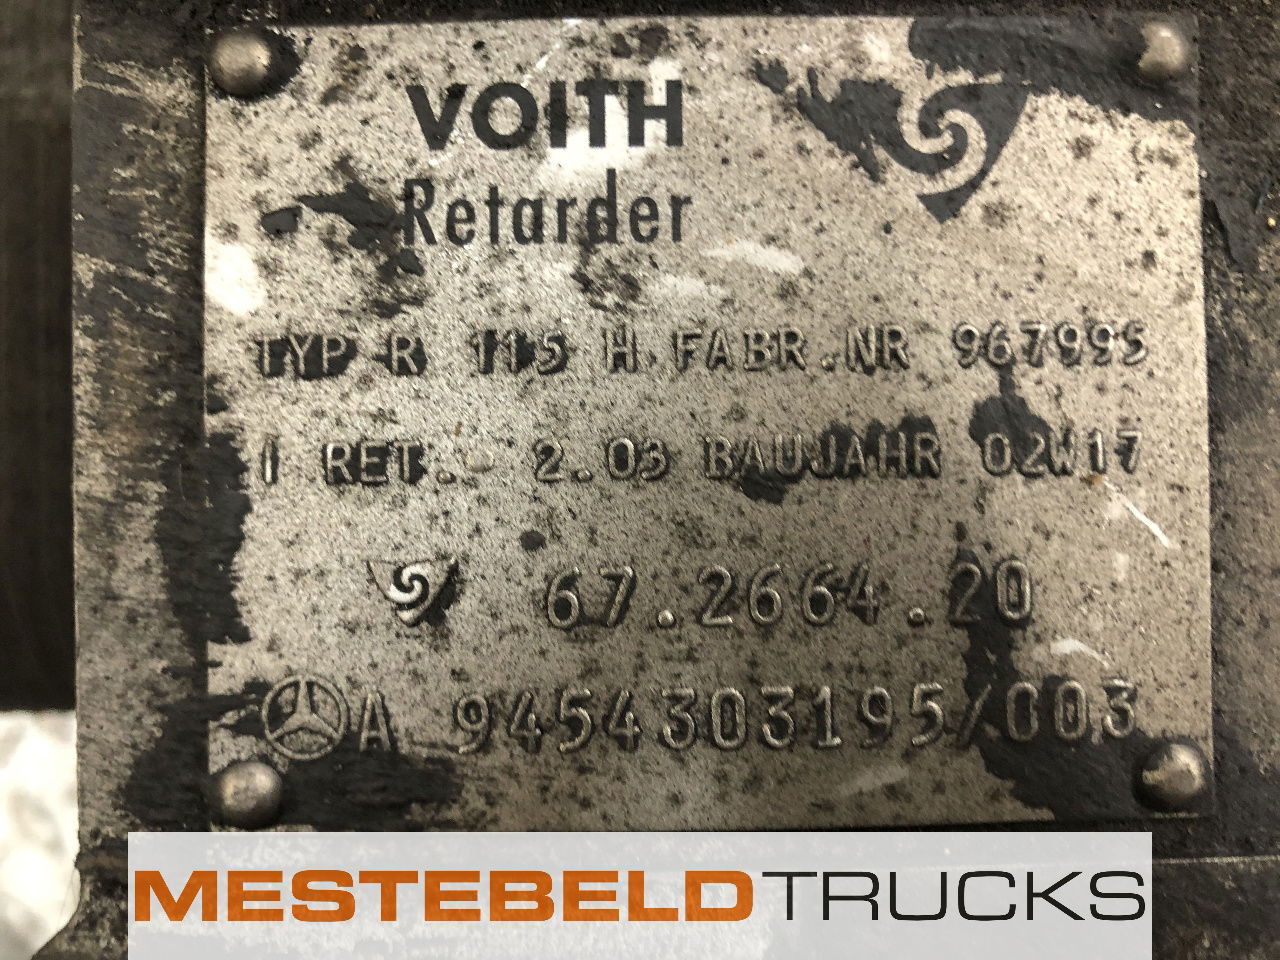 VOITH
Retarder
TYP R 115 H FABR.NR 967995
I RET. 2.03 BAUJAHR 02W17
67.2664.20
A 9454303195/003
MESTEBELDTRUCKS